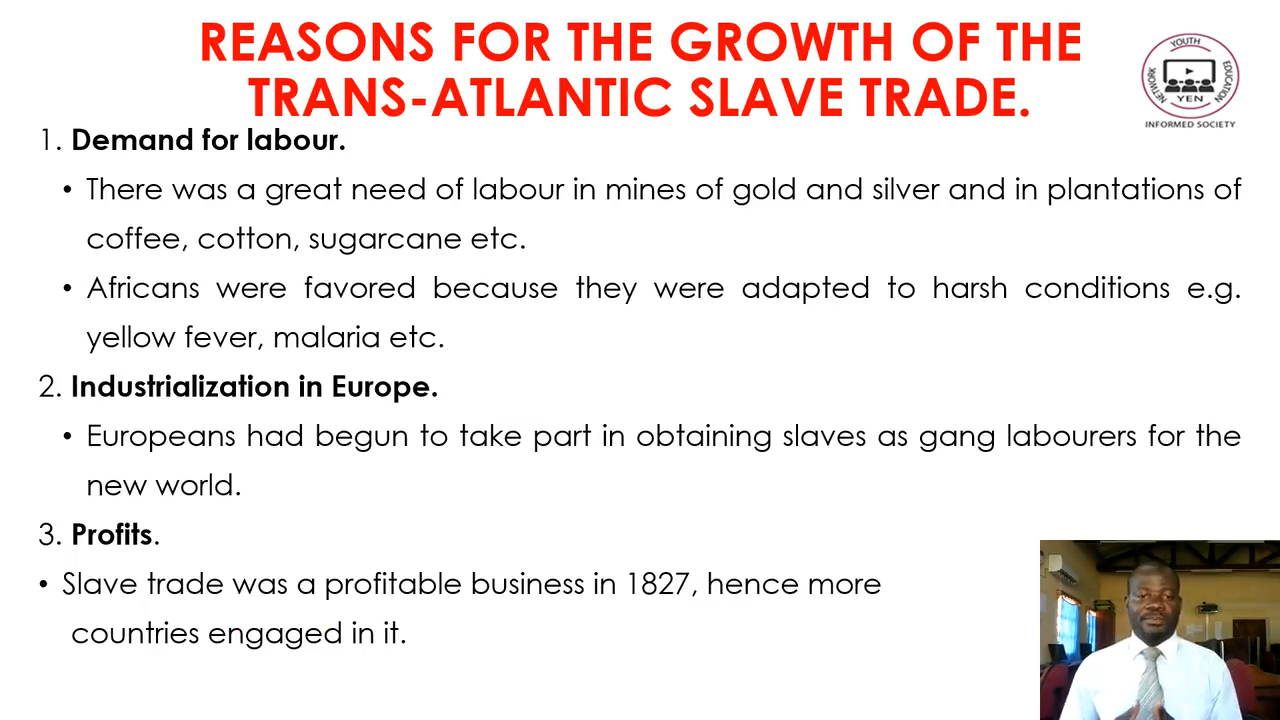 REASONS FOR THE GROWTH OF THE
TRANS-ATLANTIC SLAVE TRADE.
YOUTH
EDUCATION
NETWORK
YEN
INFORMED SOCIETY
1. Demand for labour.
• There was a great need of labour in mines of gold and silver and in plantations of
coffee, cotton, sugarcane etc.
• Africans were favored because they were adapted to harsh conditions e.g.
yellow fever, malaria etc.
2. Industrialization in Europe.
• Europeans had begun to take part in obtaining slaves as gang labourers for the
new world.
3. Profits.
• Slave trade was a profitable business in 1827, hence more
countries engaged in it.